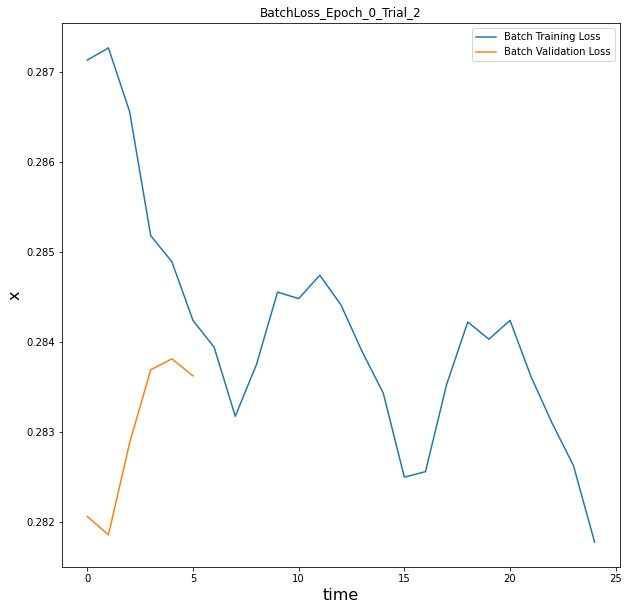 BatchLoss_Epoch_0_Trial_2
Batch Training Loss
Batch Validation Loss
0.287
0.286
0.285
0.284
0.283
0.282
x
0 5 10 15 20 25
time